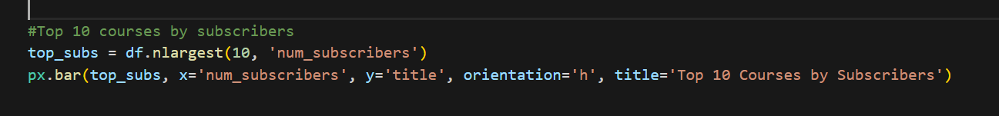 #Top 10 courses by subscribers
top_subs = df.nlargest(10, 'num_subscribers')
px.bar(top_subs, x='num_subscribers', y='title', orientation='h', title='Top 10 Courses by Subscribers')